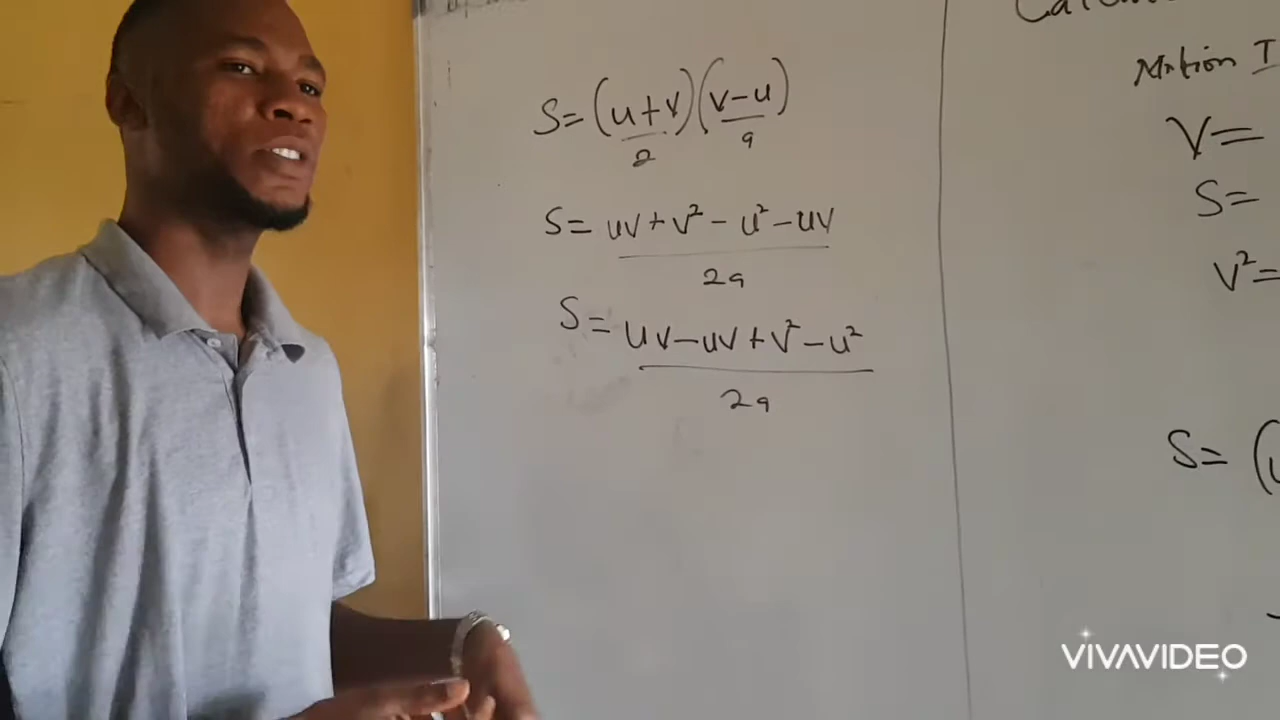 S= (u+v/2)(v-u/a)
S= uv+v²-u²-uv/2a
S= uv-uv+v²-u²/2a
Motion I
V=
S=
V²=
S= (
VIVAVIDEO